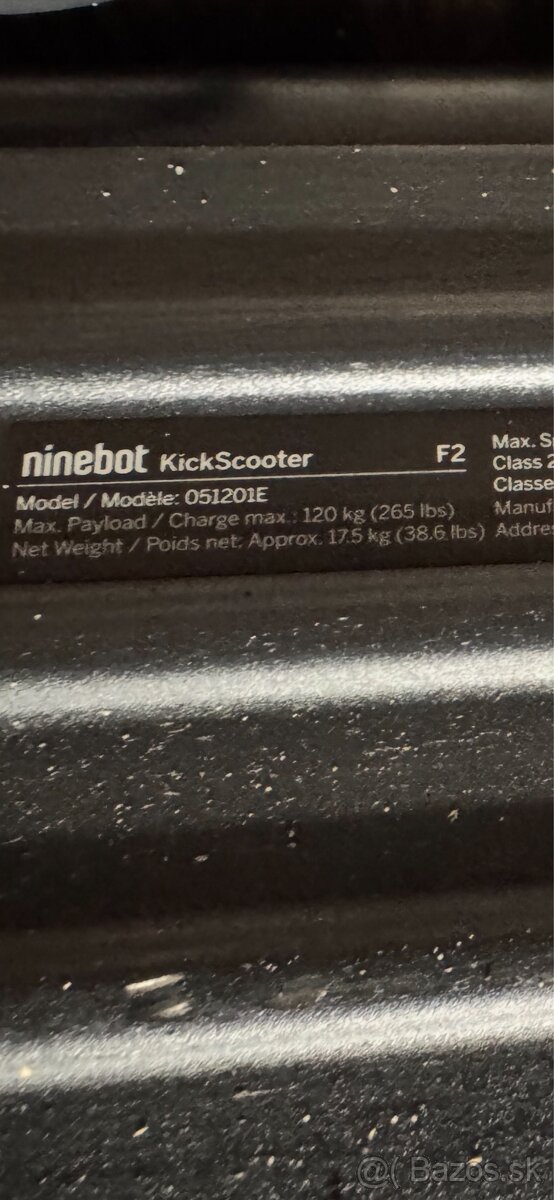 ninebot KickScooter F2
Model / Modèle: 051201E
Max. Payload / Charge max.: 120 kg (265 lbs)
Net Weight / Poids net: Approx. 17.5 kg (38.6 lbs)
Max. S
Class 2
Classe
Manuf
Addre
@( Bazos.sk